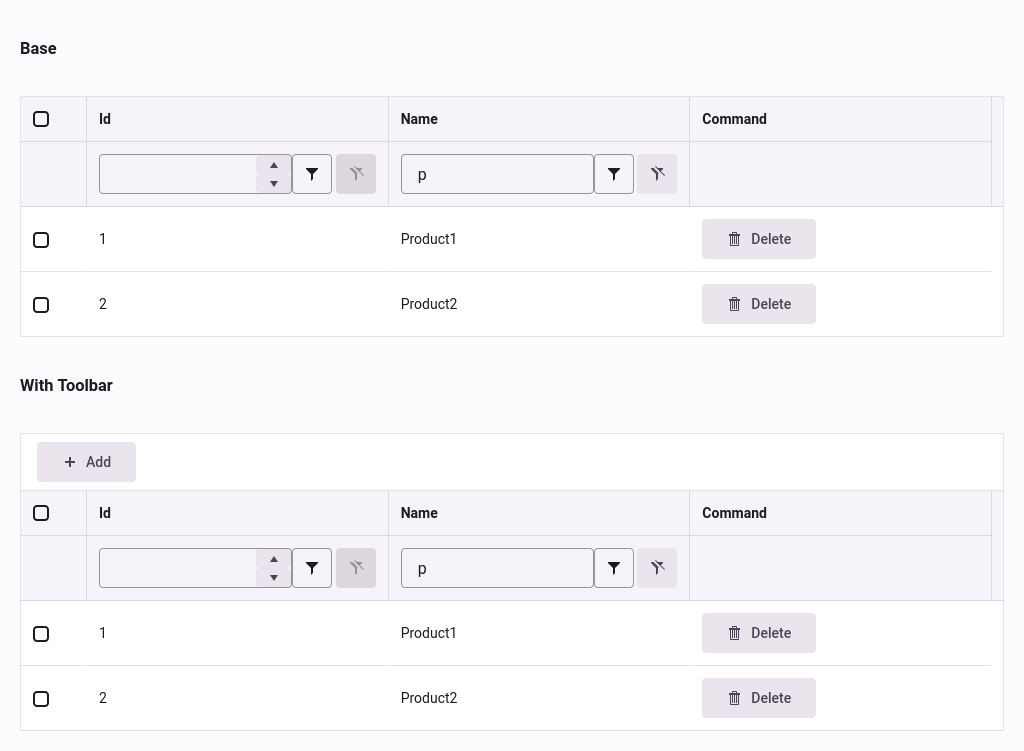 Base
Id Name Command
p
1 Product1 Delete
2 Product2 Delete
With Toolbar
Add
Id Name Command
p
1 Product1 Delete
2 Product2 Delete